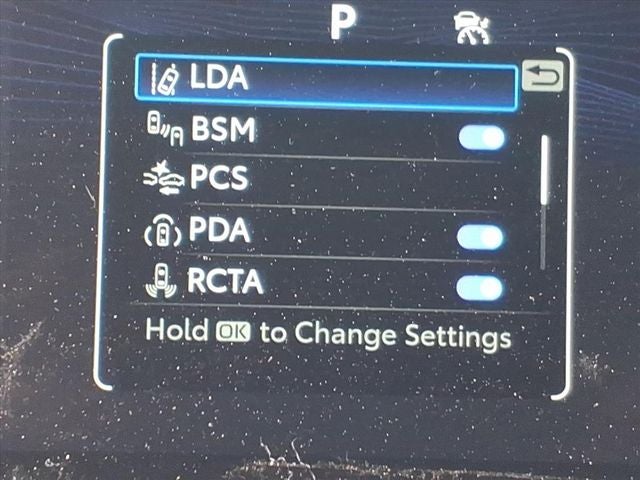 P
LDA
BSM
PCS
PDA
RCTA
Hold OK to Change Settings